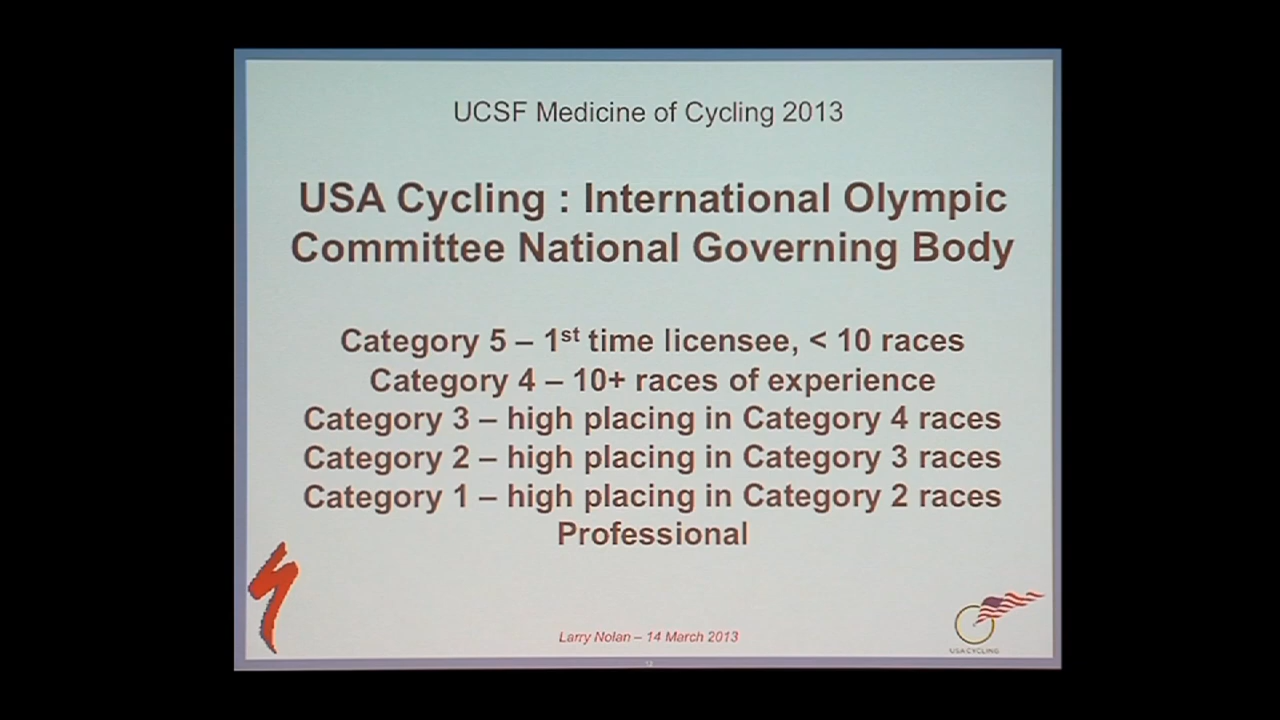 UCSF Medicine of Cycling 2013
USA Cycling : International Olympic
Committee National Governing Body
Category 5 – 1st time licensee, < 10 races
Category 4 – 10+ races of experience
Category 3 – high placing in Category 4 races
Category 2 – high placing in Category 3 races
Category 1 – high placing in Category 2 races
Professional
Larry Nolan – 14 March 2013
USA CYCLING